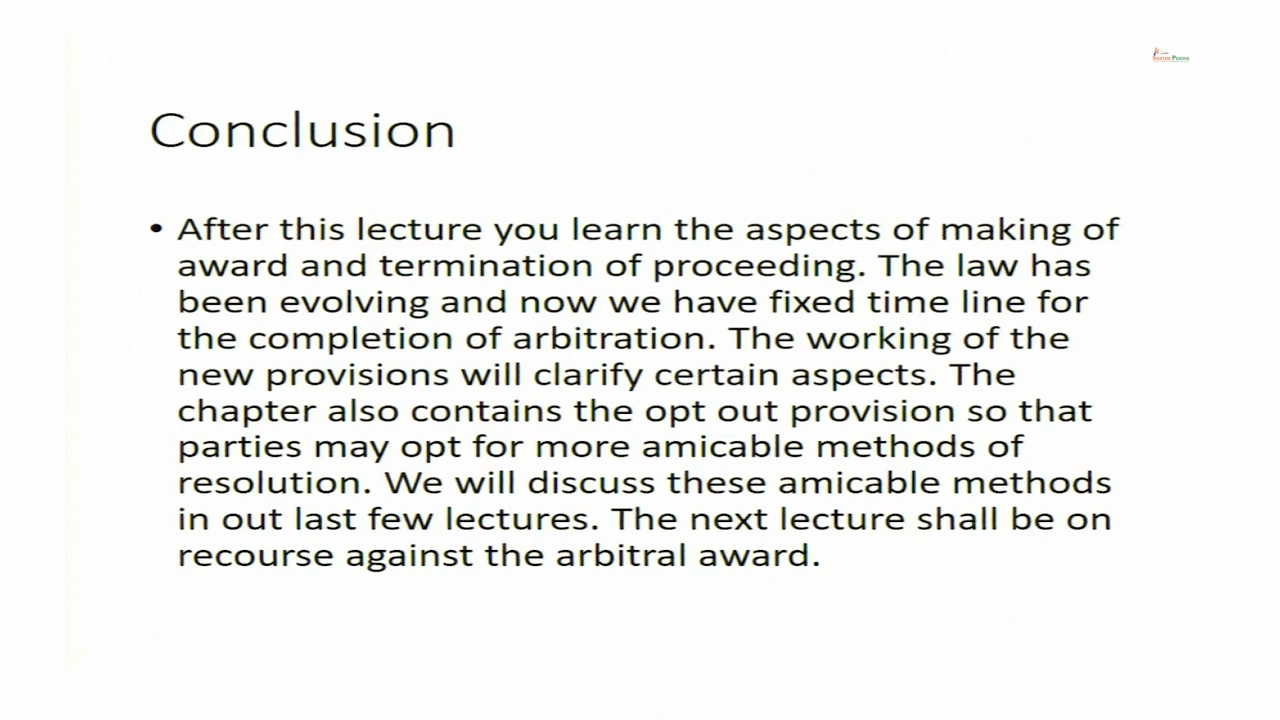 Conclusion
• After this lecture you learn the aspects of making of
award and termination of proceeding. The law has
been evolving and now we have fixed time line for
the completion of arbitration. The working of the
new provisions will clarify certain aspects. The
chapter also contains the opt out provision so that
parties may opt for more amicable methods of
resolution. We will discuss these amicable methods
in out last few lectures. The next lecture shall be on
recourse against the arbitral award.